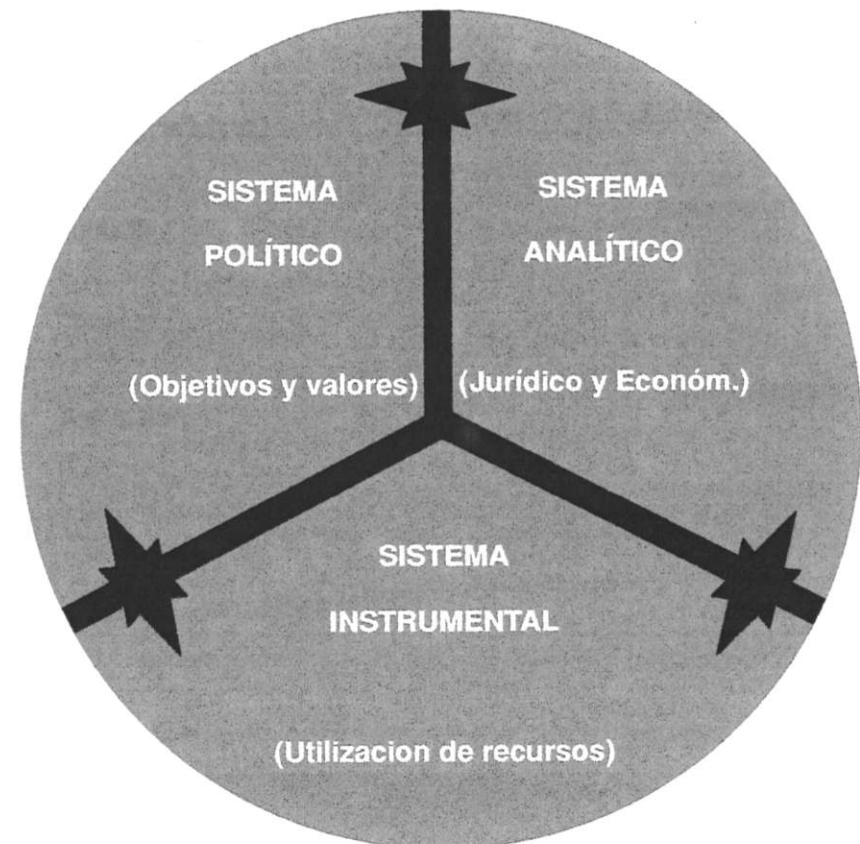 SISTEMA
POLÍTICO
(Objetivos y valores)
SISTEMA
ANALÍTICO
(Jurídico y Económ.)
SISTEMA
INSTRUMENTAL
(Utilizacion de recursos)